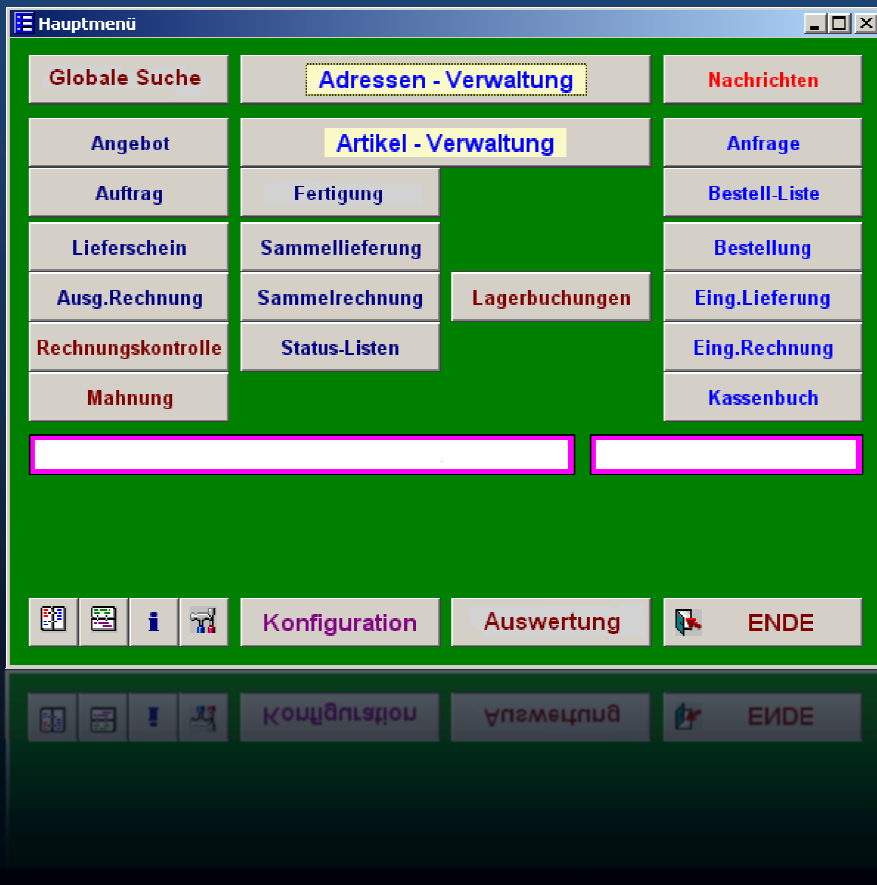 Hauptmenü
Globale Suche
Adressen - Verwaltung
Nachrichten
Angebot
Artikel - Verwaltung
Anfrage
Auftrag
Fertigung
Bestell-Liste
Lieferschein
Sammellieferung
Bestellung
Ausg.Rechnung
Sammelrechnung
Lagerbuchungen
Eing.Lieferung
Rechnungskontrolle
Status-Listen
Eing.Rechnung
Mahnung
Kassenbuch
i
Konfiguration
Auswertung
ENDE